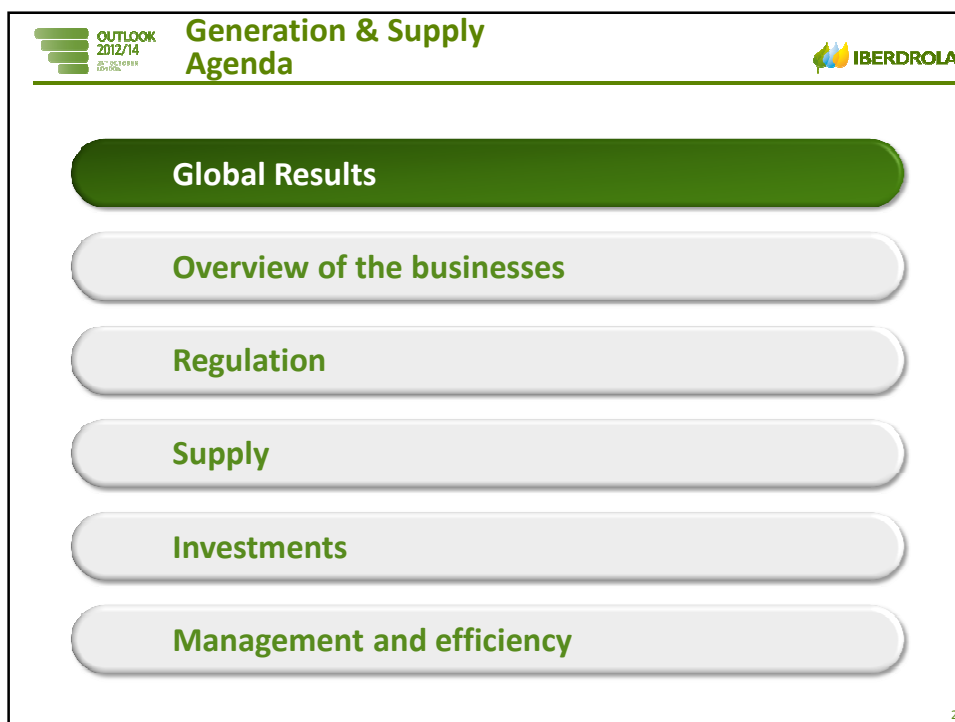 OUTLOOK
2012/14
Generation & Supply
Agenda
IBERDROLA
Global Results
Overview of the businesses
Regulation
Supply
Investments
Management and efficiency
2